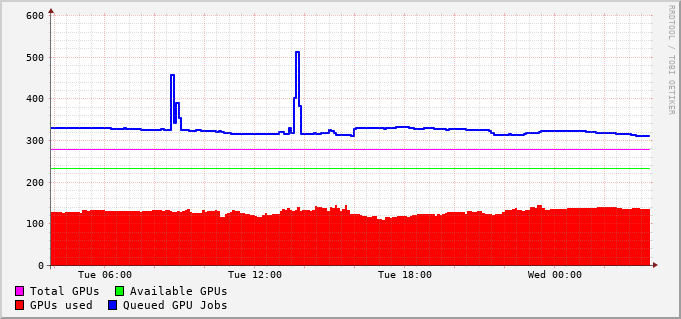 600
500
400
300
200
100
0
Tue 06:00 Tue 12:00 Tue 18:00 Wed 00:00
Total GPUs Available GPUs
GPUs used Queued GPU Jobs
RRDTOOL / TOBI OETIKER